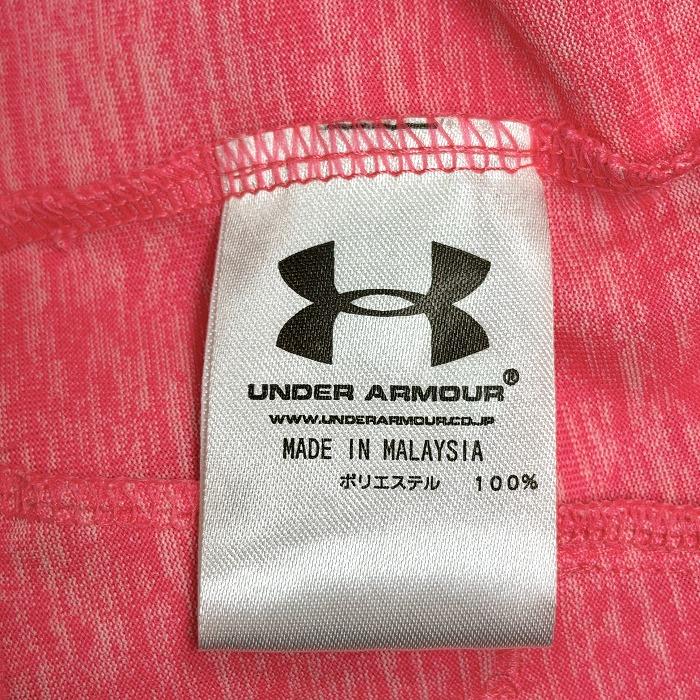 UNDER ARMOUR®
WWW.UNDERARMOUR.CO.JP
MADE IN MALAYSIA
ポリエステル 100%